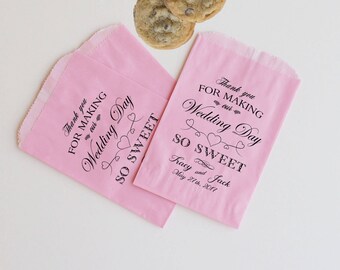 Thank you
FOR MAKING
our
Wedding Day
SO SWEET
Thank you
FOR MAKING
our
Wedding Day
SO SWEET
Tracy and Jack
May 21st, 2017